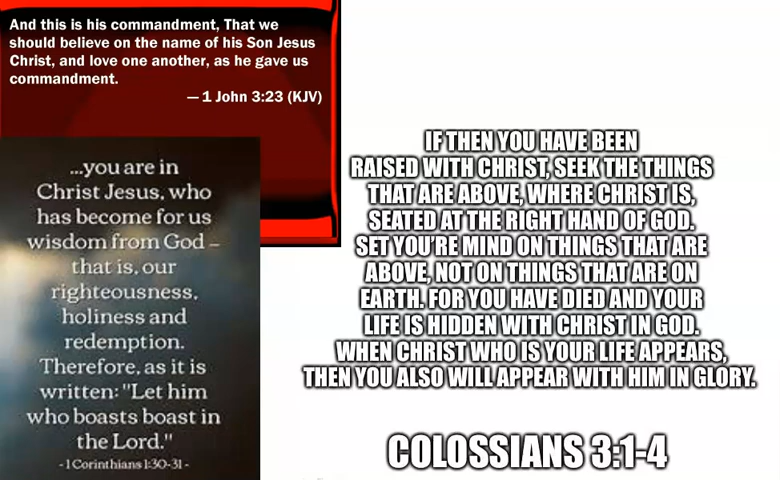 And this is his commandment, That we
should believe on the name of his Son Jesus
Christ, and love one another, as he gave us
commandment.
— 1 John 3:23 (KJV)
...you are in
Christ Jesus, who
has become for us
wisdom from God –
that is, our
righteousness,
holiness and
redemption.
Therefore, as it is
written: "Let him
who boasts boast in
the Lord."
- 1 Corinthians 1:30-31 -
IF THEN YOU HAVE BEEN
RAISED WITH CHRIST, SEEK THE THINGS
THAT ARE ABOVE, WHERE CHRIST IS,
SEATED AT THE RIGHT HAND OF GOD.
SET YOU'RE MIND ON THINGS THAT ARE
ABOVE, NOT ON THINGS THAT ARE ON
EARTH. FOR YOU HAVE DIED AND YOUR
LIFE IS HIDDEN WITH CHRIST IN GOD.
WHEN CHRIST WHO IS YOUR LIFE APPEARS,
THEN YOU ALSO WILL APPEAR WITH HIM IN GLORY.
COLOSSIANS 3:1-4